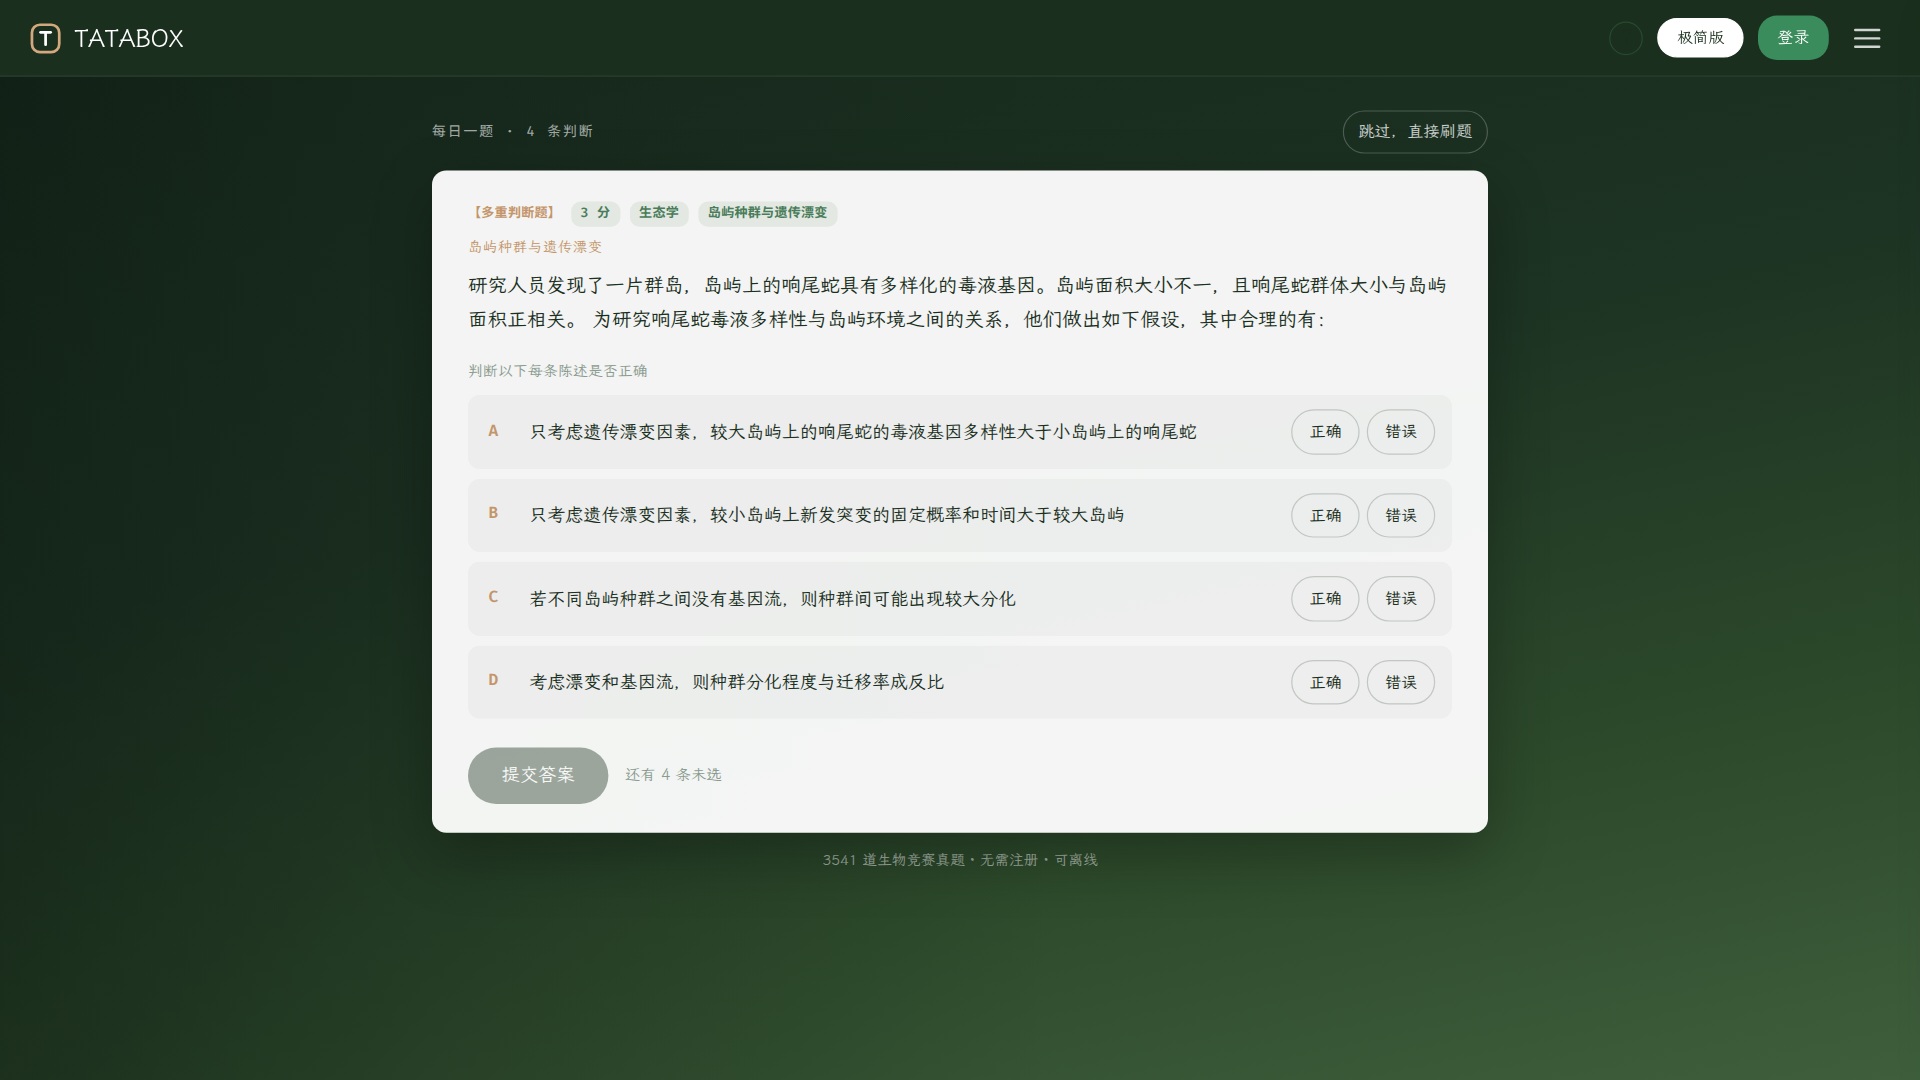 TATABOX
极简版
登录
每日一题 · 4 条判断
跳过，直接刷题
【多重判断题】 3 分 生态学 岛屿种群与遗传漂变
岛屿种群与遗传漂变
研究人员发现了一片群岛，岛屿上的响尾蛇具有多样化的毒液基因。岛屿面积大小不一，且响尾蛇群体大小与岛屿
面积正相关。 为研究响尾蛇毒液多样性与岛屿环境之间的关系，他们做出如下假设，其中合理的有：
判断以下每条陈述是否正确
A 只考虑遗传漂变因素，较大岛屿上的响尾蛇的毒液基因多样性大于小岛屿上的响尾蛇 正确 错误
B 只考虑遗传漂变因素，较小岛屿上新发突变的固定概率和时间大于较大岛屿 正确 错误
C 若不同岛屿种群之间没有基因流，则种群间可能出现较大分化 正确 错误
D 考虑漂变和基因流，则种群分化程度与迁移率成反比 正确 错误
提交答案 还有 4 条未选
3541 道生物竞赛真题・无需注册・可离线